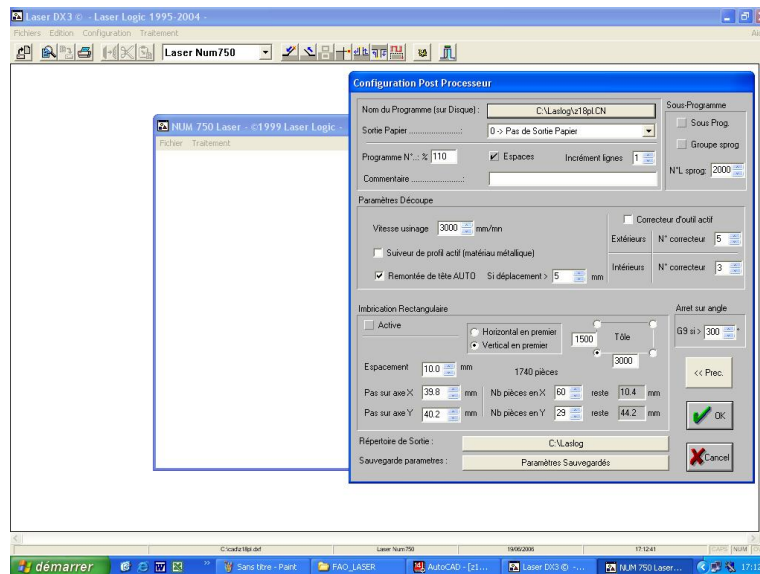 Laser DX3 © - Laser Logic 1995-2004 -
Fichiers Edition Configuration Traitement
Laser Num750
NUM 750 Laser - ©1999 Laser Logic -
Fichier Traitement
Configuration Post Processeur
Nom du Programme (sur Disque) : C:\Laslog\z18pl.CN
Sortie Papier ....................: 0 -> Pas de Sortie Papier
Programme N°..: % 110 Espaces Incrément lignes 1
Commentaire ....................:
Sous-Programme
Sous Prog.
Groupe sprog
N°L sprog: 2000
Paramètres Découpe
Vitesse usinage 3000 mm/mn
Suiveur de profil actif (matériau métallique)
Remontée de tête AUTO Si déplacement > 5 mm
Correcteur d'outil actif
Extérieurs N° correcteur 5
Intérieurs N° correcteur 3
Imbrication Rectangulaire
Active
Horizontal en premier
Vertical en premier
1500 Tôle
3000
Espacement 10.0 mm 1740 pièces
Pas sur axe X 39.8 mm Nb pièces en X 60 reste 10.4 mm
Pas sur axe Y 40.2 mm Nb pièces en Y 29 reste 44.2 mm
Arret sur angle
G9 si > 300 °
<< Prec.
OK
Cancel
Répertoire de Sortie : C:\Laslog
Sauvegarde parametres : Paramètres Sauvegardés
C:\cad\z18pl.dxf Laser Num750 19/06/2006 17:12:41 CAPS NUM
démarrer Sans titre - Paint FAO_LASER AutoCAD - [z1... Laser DX3 © -... NUM 750 Laser... 17:12